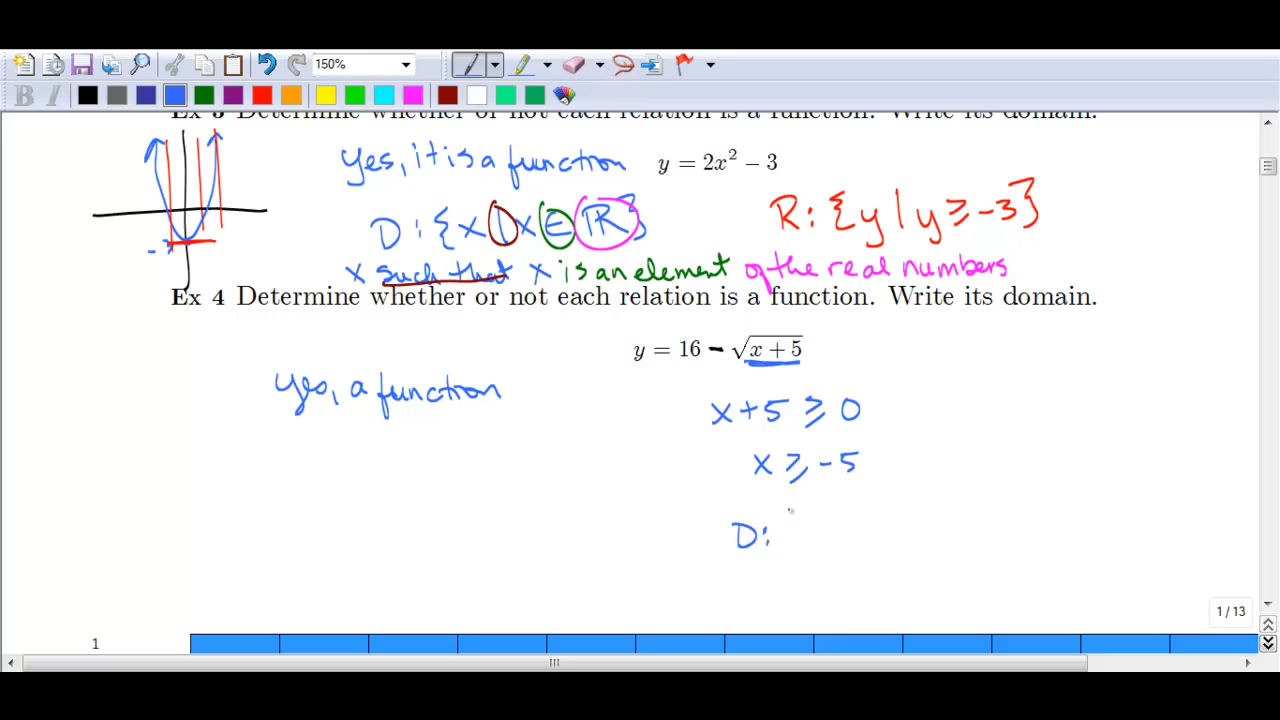 150%
B I
Ex 3 Determine whether or not each relation is a function. Write its domain.
yes, it is a function y = 2x² − 3
D: {x | x ∈ ℝ} R: {y | y ≥ -3}
-3
x such that x is an element of the real numbers
Ex 4 Determine whether or not each relation is a function. Write its domain.
y = 16 - √x + 5
yes, a function
x+5 ≥ 0
x ≥ -5
D:
1 / 13
1